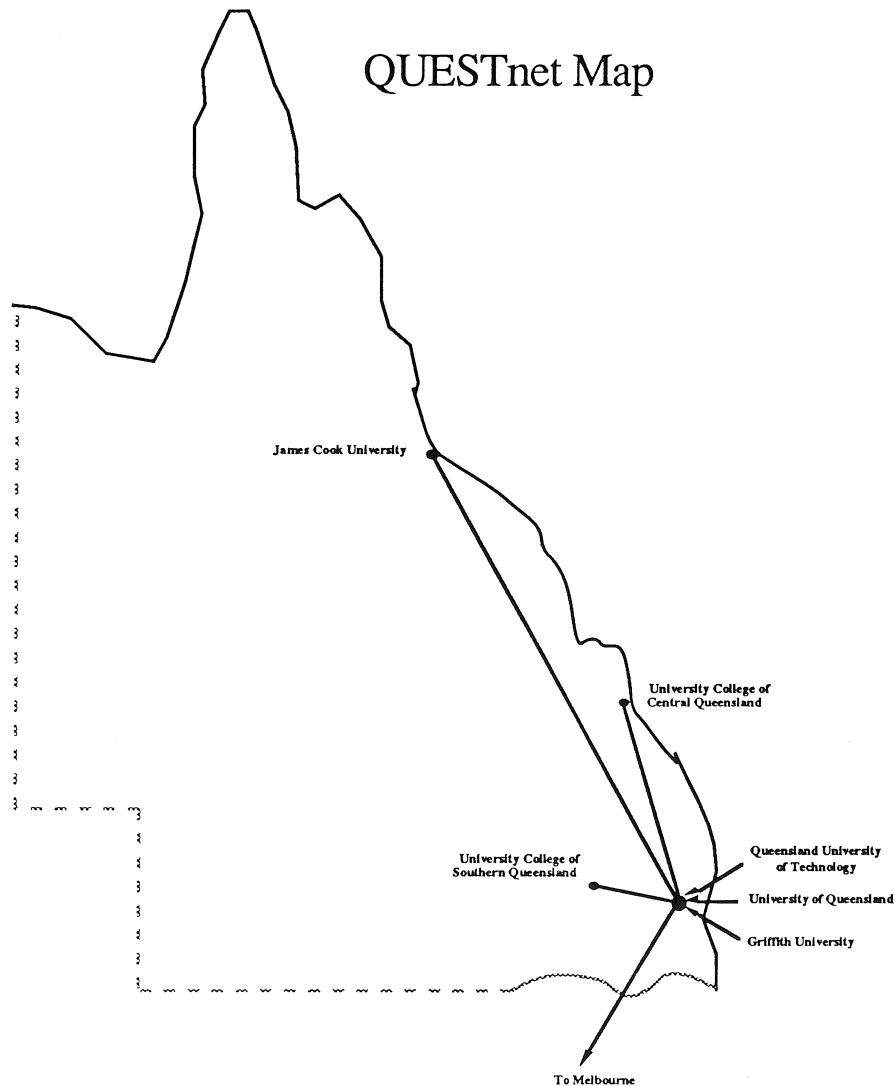 QUESTnet Map
James Cook University
University College of
Central Queensland
University College of
Southern Queensland
Queensland University
of Technology
University of Queensland
Griffith University
To Melbourne